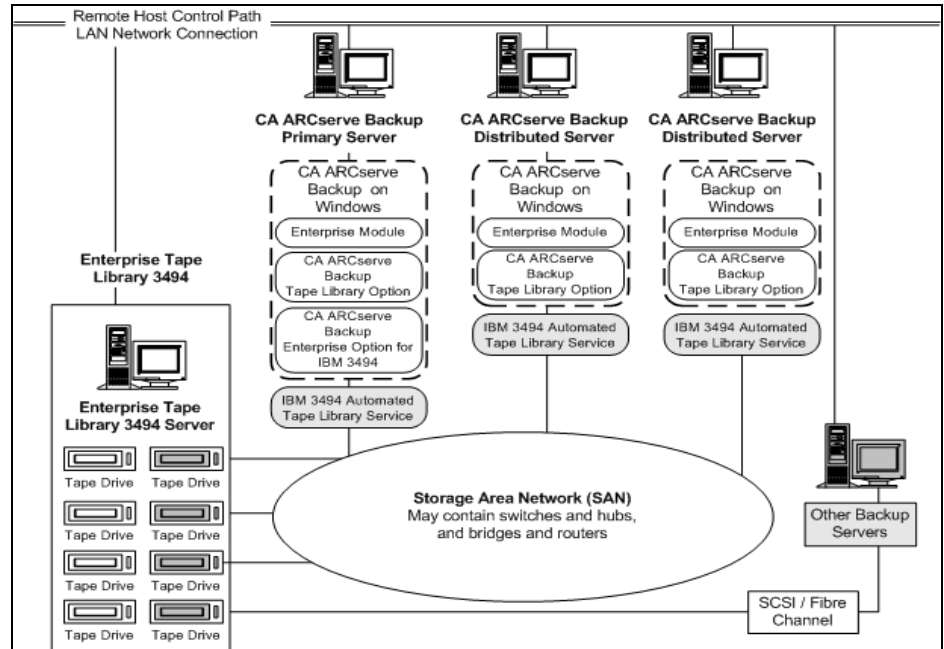 Remote Host Control Path
LAN Network Connection
CA ARCserve Backup
Primary Server
CA ARCserve Backup
Distributed Server
CA ARCserve Backup
Distributed Server
CA ARCserve
Backup on
Windows
Enterprise Module
CA ARCserve
Backup
Tape Library Option
CA ARCserve
Backup
Enterprise Option for
IBM 3494
IBM 3494 Automated
Tape Library Service
CA ARCserve
Backup on
Windows
Enterprise Module
CA ARCserve
Backup
Tape Library Option
IBM 3494 Automated
Tape Library Service
CA ARCserve
Backup on
Windows
Enterprise Module
CA ARCserve
Backup
Tape Library Option
IBM 3494 Automated
Tape Library Service
Enterprise Tape
Library 3494
Enterprise Tape
Library 3494 Server
Tape Drive
Tape Drive
Tape Drive
Tape Drive
Tape Drive
Tape Drive
Tape Drive
Tape Drive
Storage Area Network (SAN)
May contain switches and hubs,
and bridges and routers
Other Backup
Servers
SCSI / Fibre
Channel